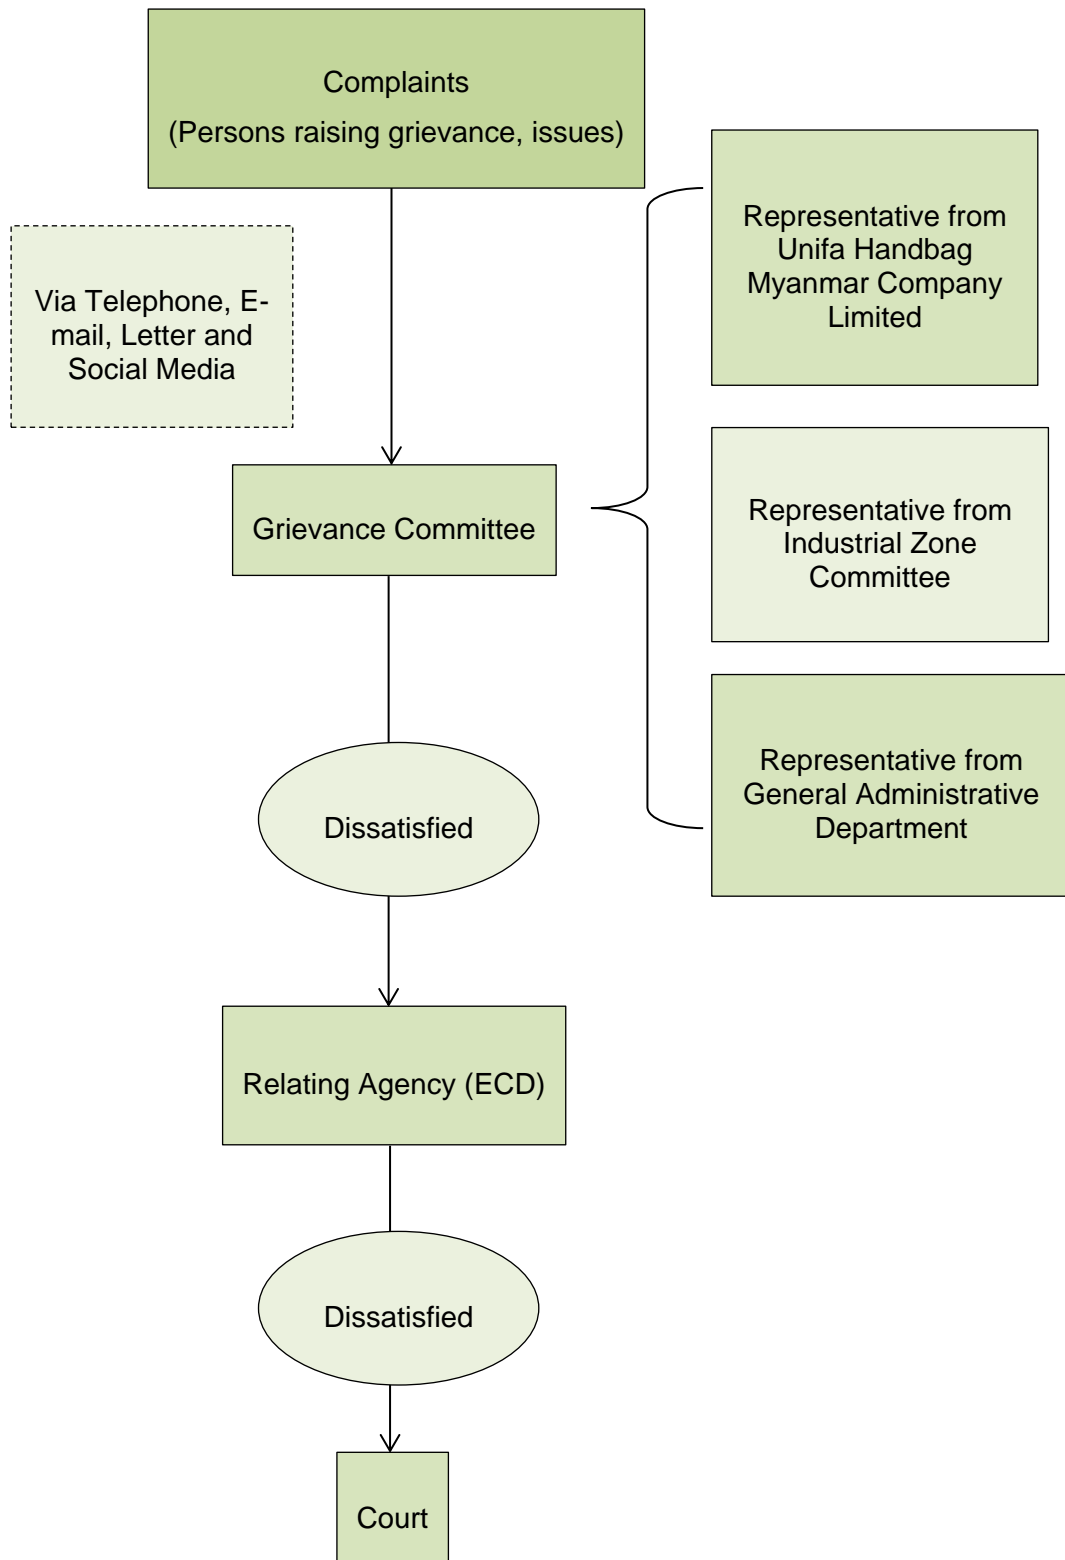 Complaints
(Persons raising grievance, issues)
Representative from
Unifa Handbag
Myanmar Company
Limited
Via Telephone, E-
mail, Letter and
Social Media
Grievance Committee
Representative from
Industrial Zone
Committee
Representative from
General Administrative
Department
Dissatisfied
Relating Agency (ECD)
Dissatisfied
Court